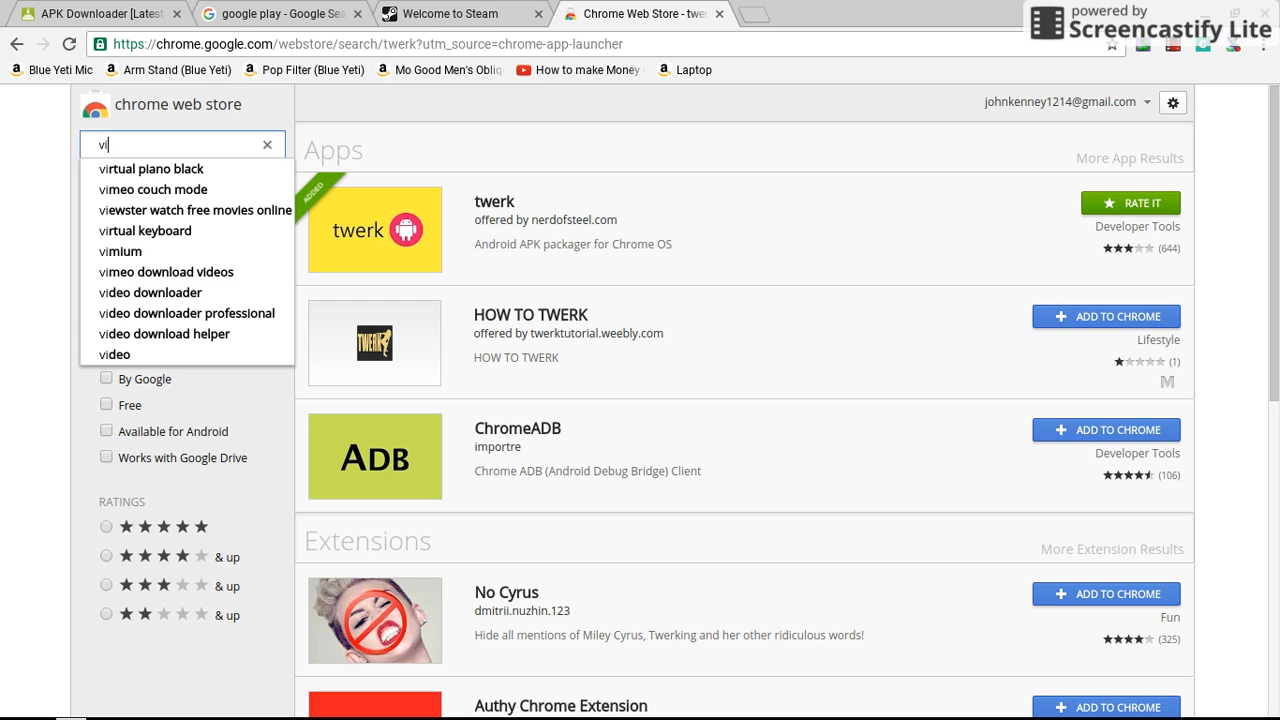 APK Downloader [Latest
google play - Google Sea
Welcome to Steam
Chrome Web Store - twer
powered by
Screencastify Lite
https://chrome.google.com/webstore/search/twerk?utm_source=chrome-app-launcher
Blue Yeti Mic
Arm Stand (Blue Yeti)
Pop Filter (Blue Yeti)
Mo Good Men's Obliq
How to make Money
Laptop
chrome web store
johnkenney1214@gmail.com
vi
virtual piano black
vimeo couch mode
viewster watch free movies online
virtual keyboard
vimium
vimeo download videos
video downloader
video downloader professional
video download helper
video
By Google
Free
Available for Android
Works with Google Drive
RATINGS
& up
& up
& up
Apps
More App Results
ADDED
twerk
twerk
offered by nerdofsteel.com
Android APK packager for Chrome OS
RATE IT
Developer Tools
(644)
TWERK
HOW TO TWERK
offered by twerktutorial.weebly.com
HOW TO TWERK
ADD TO CHROME
Lifestyle
(1)
ADB
ChromeADB
importre
Chrome ADB (Android Debug Bridge) Client
ADD TO CHROME
Developer Tools
(106)
Extensions
More Extension Results
No Cyrus
dmitrii.nuzhin.123
Hide all mentions of Miley Cyrus, Twerking and her other ridiculous words!
ADD TO CHROME
Fun
(325)
Authy Chrome Extension
ADD TO CHROME